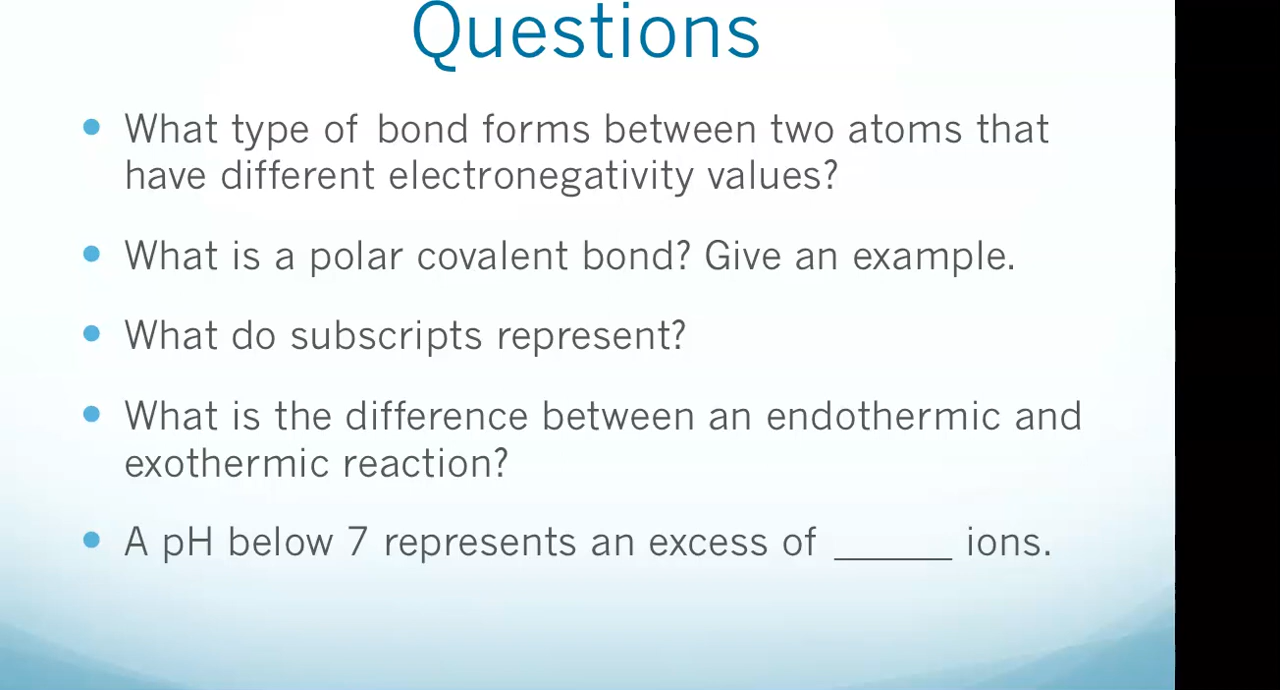 Questions
• What type of bond forms between two atoms that
have different electronegativity values?
• What is a polar covalent bond? Give an example.
• What do subscripts represent?
• What is the difference between an endothermic and
exothermic reaction?
• A pH below 7 represents an excess of ______ ions.